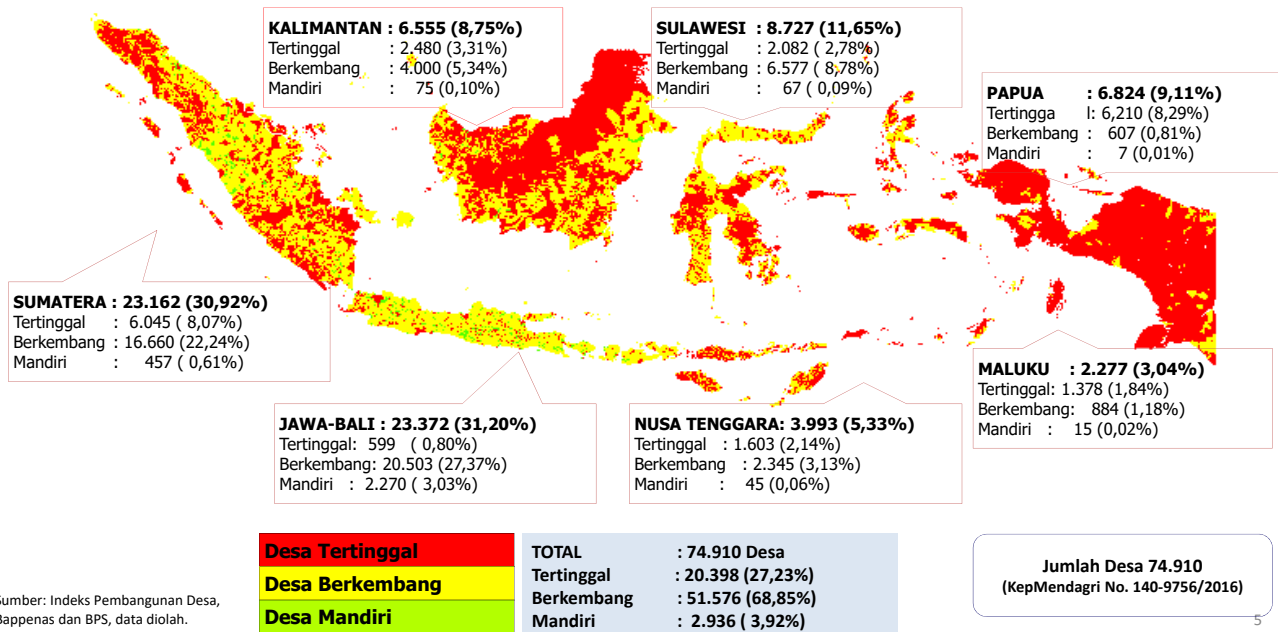 KALIMANTAN : 6.555 (8,75%)
Tertinggal : 2.480 (3,31%)
Berkembang : 4.000 (5,34%)
Mandiri : 75 (0,10%)
SULAWESI : 8.727 (11,65%)
Tertinggal : 2.082 ( 2,78%)
Berkembang : 6.577 ( 8,78%)
Mandiri : 67 ( 0,09%)
PAPUA : 6.824 (9,11%)
Tertingga l: 6,210 (8,29%)
Berkembang : 607 (0,81%)
Mandiri : 7 (0,01%)
SUMATERA : 23.162 (30,92%)
Tertinggal : 6.045 ( 8,07%)
Berkembang : 16.660 (22,24%)
Mandiri : 457 ( 0,61%)
JAWA-BALI : 23.372 (31,20%)
Tertinggal: 599 ( 0,80%)
Berkembang: 20.503 (27,37%)
Mandiri : 2.270 ( 3,03%)
NUSA TENGGARA: 3.993 (5,33%)
Tertinggal : 1.603 (2,14%)
Berkembang : 2.345 (3,13%)
Mandiri : 45 (0,06%)
MALUKU : 2.277 (3,04%)
Tertinggal: 1.378 (1,84%)
Berkembang: 884 (1,18%)
Mandiri : 15 (0,02%)
Desa Tertinggal
Desa Berkembang
Desa Mandiri
TOTAL : 74.910 Desa
Tertinggal : 20.398 (27,23%)
Berkembang : 51.576 (68,85%)
Mandiri : 2.936 ( 3,92%)
Jumlah Desa 74.910
(KepMendagri No. 140-9756/2016)
Sumber: Indeks Pembangunan Desa,
Bappenas dan BPS, data diolah.
5